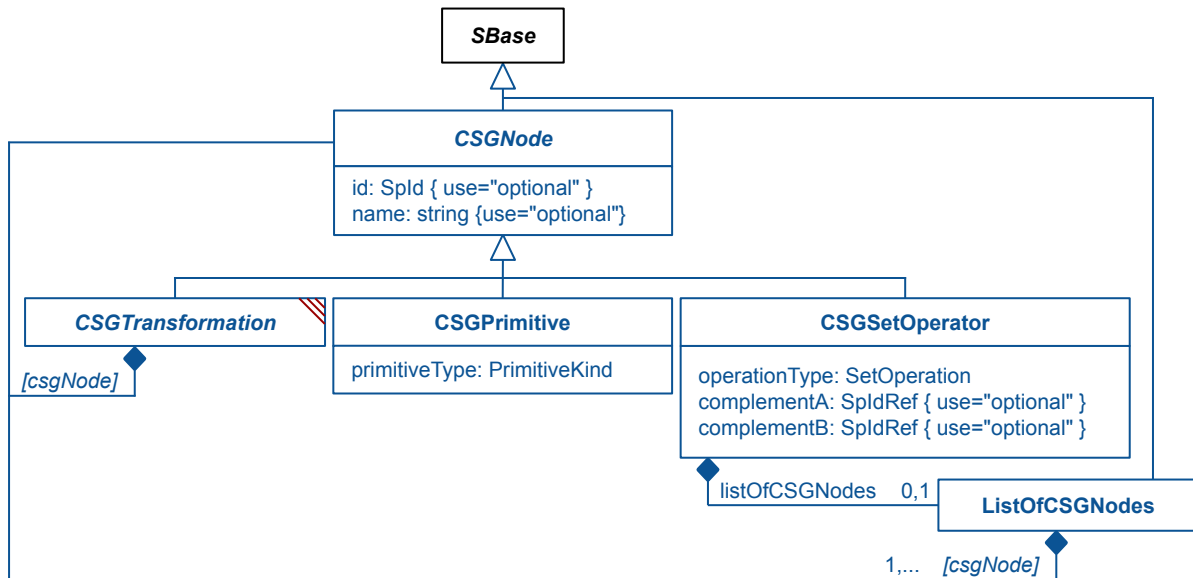 SBase
CSGNode
id: SpId { use="optional" }
name: string {use="optional"}
CSGTransformation
CSGPrimitive
CSGSetOperator
primitiveType: PrimitiveKind
[csgNode]
operationType: SetOperation
complementA: SpIdRef { use="optional" }
complementB: SpIdRef { use="optional" }
listOfCSGNodes 0,1
ListOfCSGNodes
1,... [csgNode]